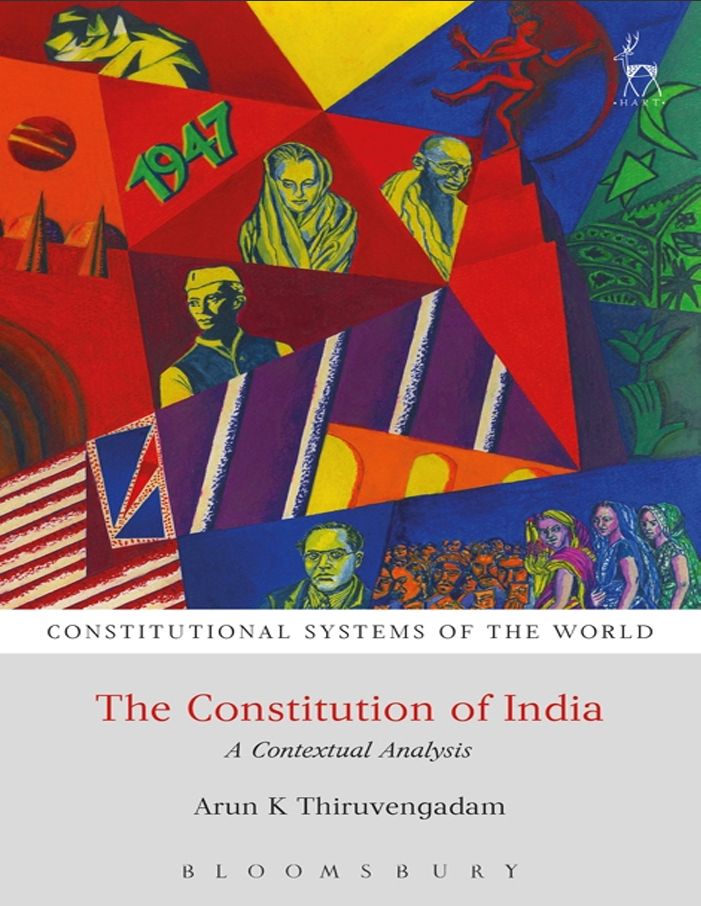 ·HART·
1947
CONSTITUTIONAL SYSTEMS OF THE WORLD
The Constitution of India
A Contextual Analysis
Arun K Thiruvengadam
BLOOMSBURY